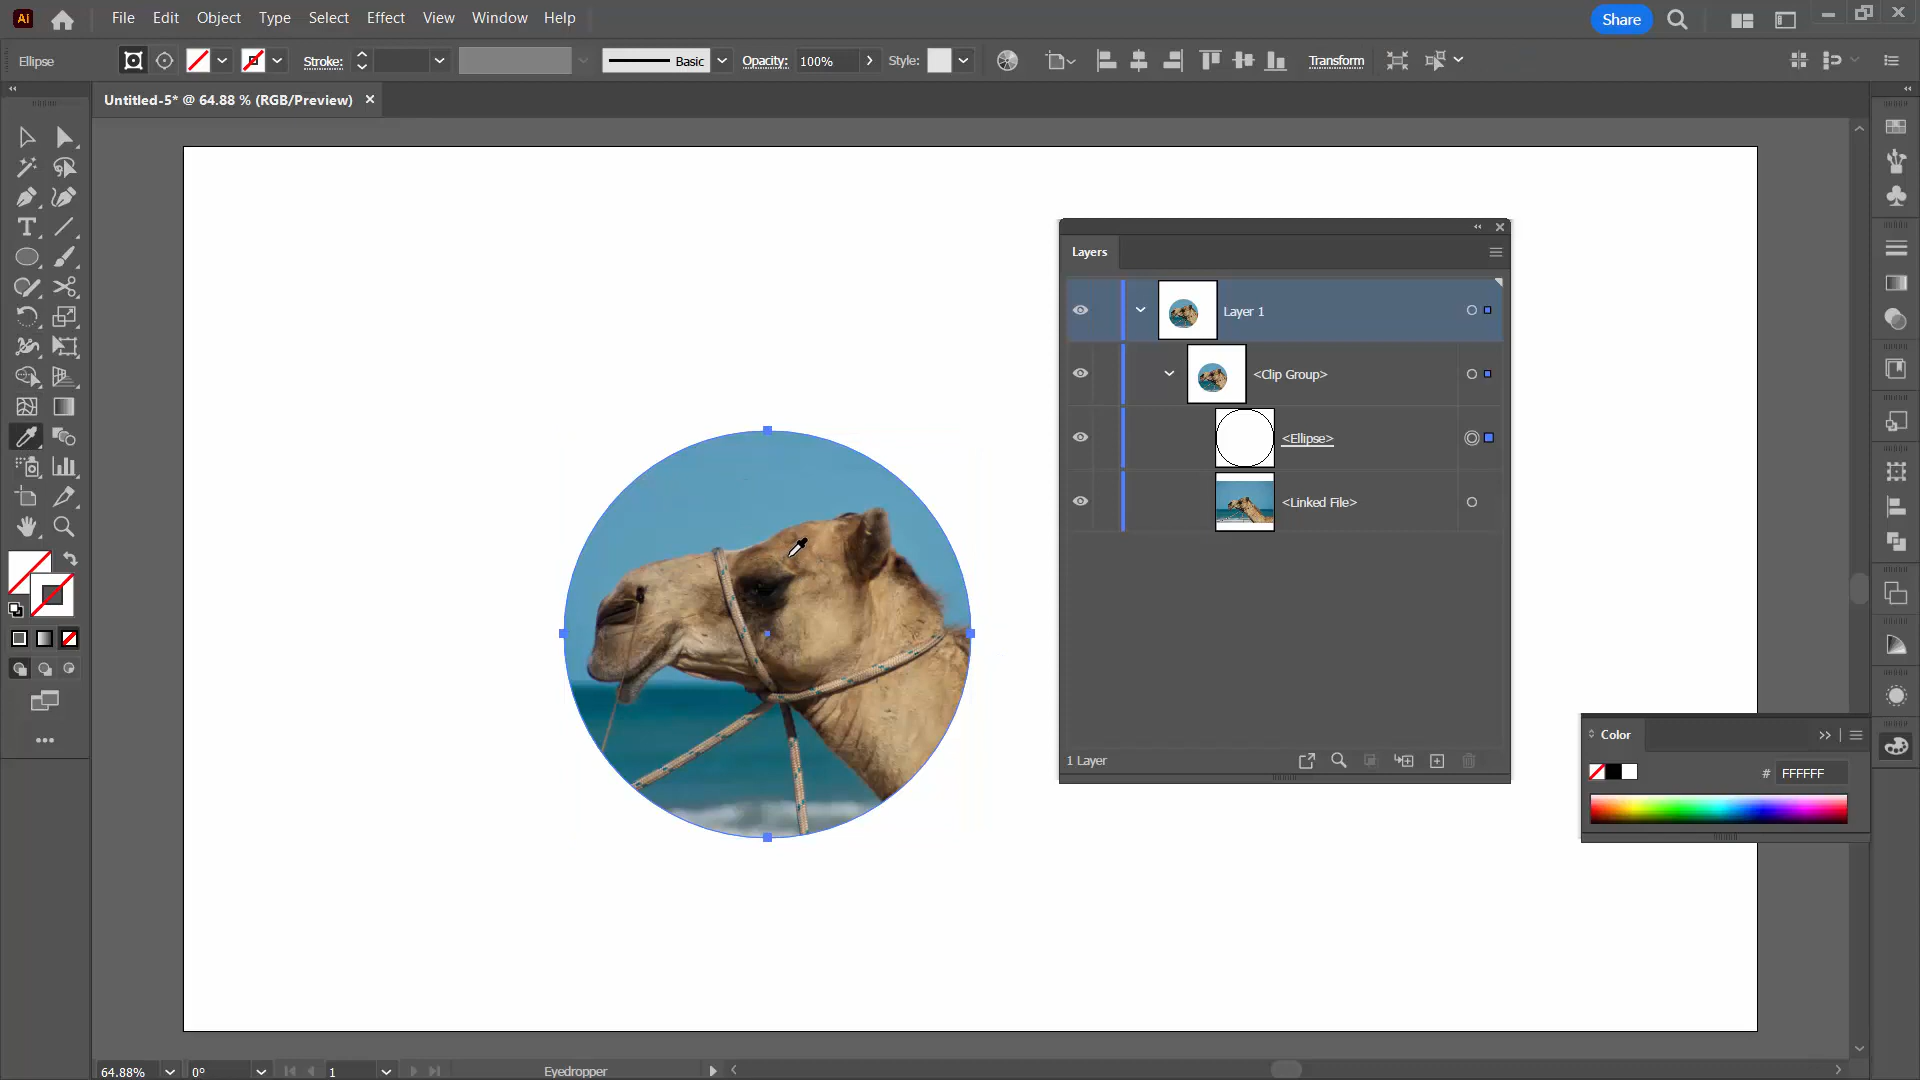 Ai File Edit Object Type Select Effect View Window Help Share
Ellipse Stroke: Basic Opacity: 100% Style: Transform
Untitled-5* @ 64.88 % (RGB/Preview)
Layers
Layer 1
<Clip Group>
<Ellipse>
<Linked File>
1 Layer
Color
# FFFFFF
64.88% 0° 1 Eyedropper